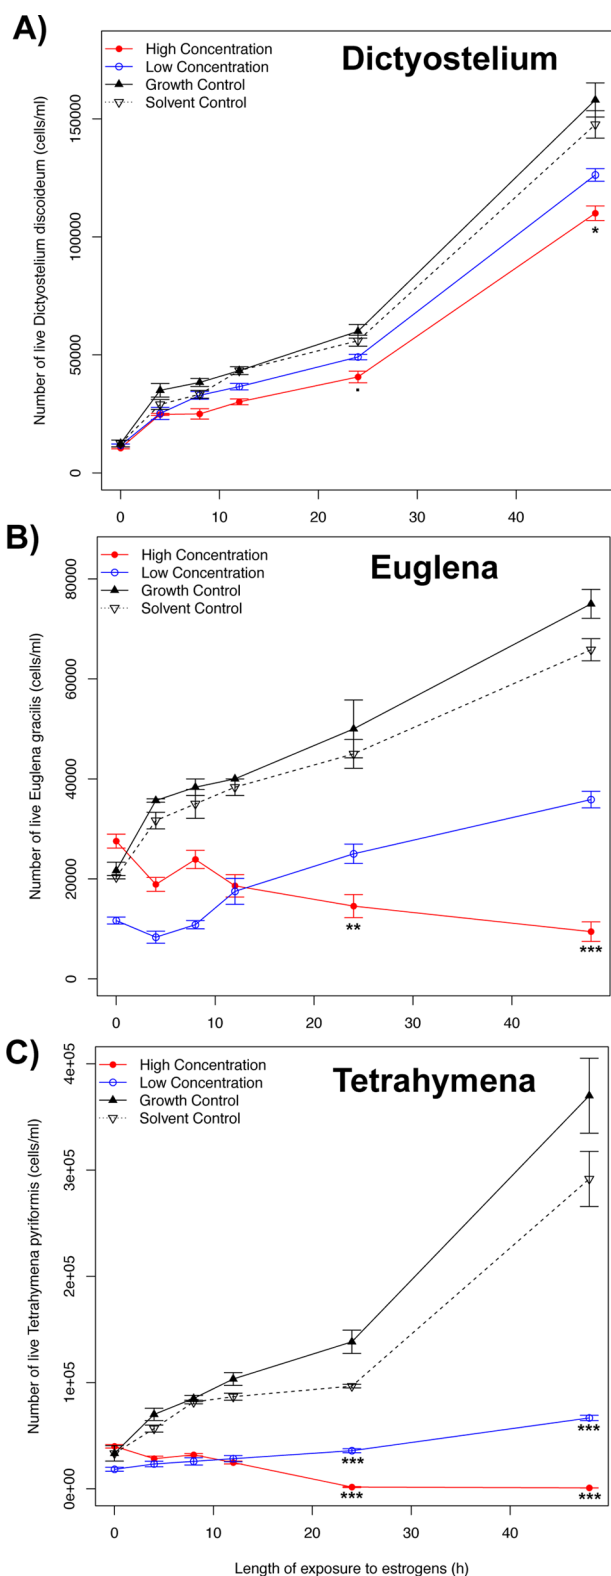 A)
Dictyostelium
High Concentration
Low Concentration
Growth Control
Solvent Control
Number of live Dictyostelium discoideum (cells/ml)
150000
100000
50000
0
0 10 20 30 40
.
*
B)
Euglena
High Concentration
Low Concentration
Growth Control
Solvent Control
Number of live Euglena gracilis (cells/ml)
80000
60000
40000
20000
0
0 10 20 30 40
**
***
C)
Tetrahymena
High Concentration
Low Concentration
Growth Control
Solvent Control
Number of live Tetrahymena pyriformis (cells/ml)
4e+05
3e+05
2e+05
1e+05
0e+00
***
***
***
***
0 10 20 30 40
Length of exposure to estrogens (h)